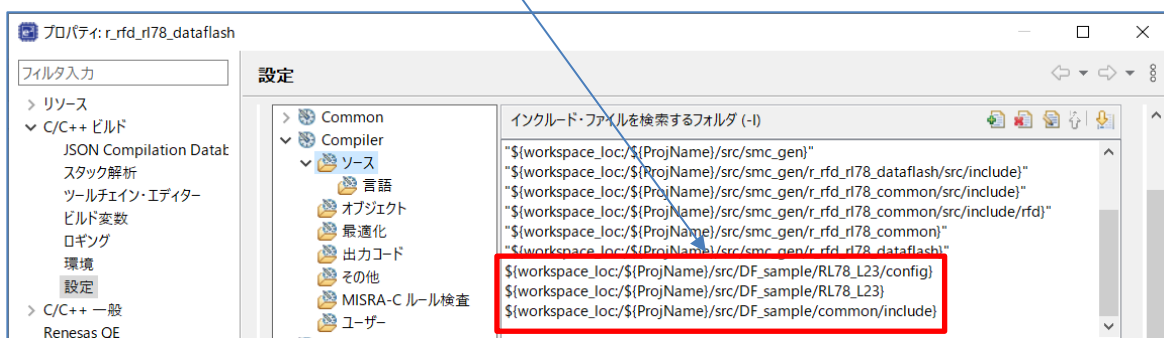 プロパティ: r_rfd_rl78_dataflash
フィルタ入力
設定
リソース
C/C++ ビルド
JSON Compilation Datab
スタック解析
ツールチェイン・エディター
ビルド変数
ロギング
環境
設定
C/C++ 一般
Renesas QE
Common
Compiler
ソース
言語
オブジェクト
最適化
出力コード
その他
MISRA-C ルール検査
ユーザー
インクルード・ファイルを検索するフォルダ (-I)
"${workspace_loc:/${ProjName}/src/smc_gen}"
"${workspace_loc:/${ProjName}/src/smc_gen/r_rfd_rl78_dataflash/src/include}"
"${workspace_loc:/${ProjName}/src/smc_gen/r_rfd_rl78_common/src/include}"
"${workspace_loc:/${ProjName}/src/smc_gen/r_rfd_rl78_common/src/include/rfd}"
"${workspace_loc:/${ProjName}/src/smc_gen/r_rfd_rl78_common}"
"${workspace_loc:/${ProjName}/src/smc_gen/r_rfd_rl78_dataflash}"
${workspace_loc:/${ProjName}/src/DF_sample/RL78_L23/config}
${workspace_loc:/${ProjName}/src/DF_sample/RL78_L23}
${workspace_loc:/${ProjName}/src/DF_sample/common/include}